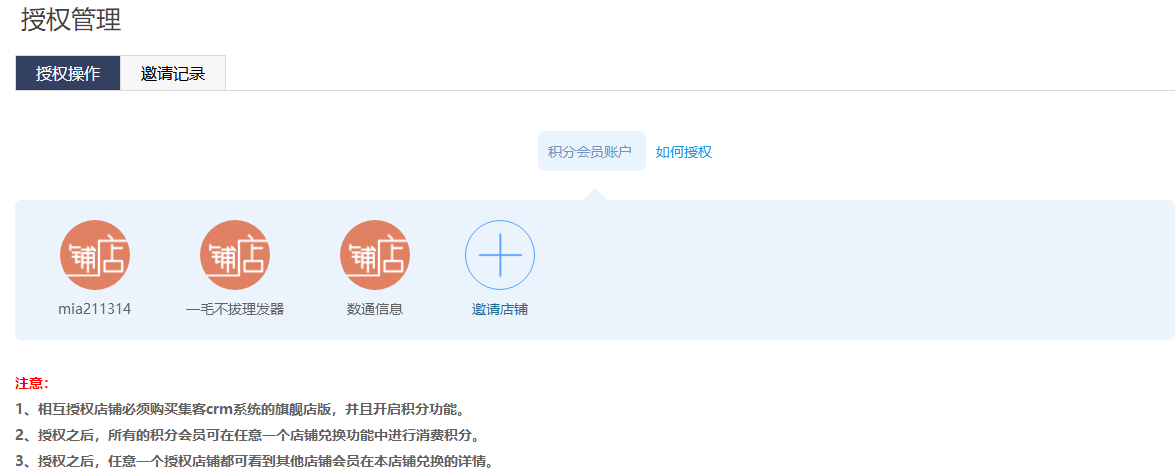 授权管理
授权操作 邀请记录
积分会员账户 如何授权
铺店 铺店 铺店
mia211314 一毛不拔理发器 数通信息 邀请店铺
注意：
1、相互授权店铺必须购买集客crm系统的旗舰店版，并且开启积分功能。
2、授权之后，所有的积分会员可在任意一个店铺兑换功能中进行消费积分。
3、授权之后，任意一个授权店铺都可看到其他店铺会员在本店铺兑换的详情。